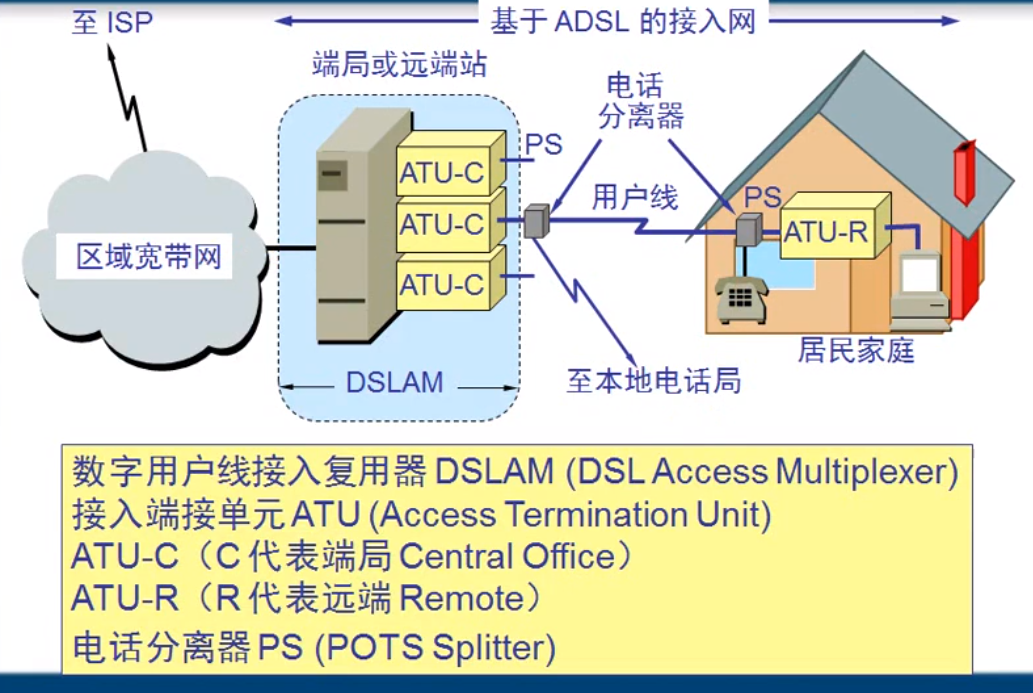 至 ISP
基于 ADSL 的接入网
端局或远端站
电话
分离器
PS
ATU-C
用户线
PS
ATU-C
ATU-R
区域宽带网
ATU-C
居民家庭
DSLAM
至本地电话局
数字用户线接入复用器 DSLAM (DSL Access Multiplexer)
接入端接单元 ATU (Access Termination Unit)
ATU-C（C 代表端局 Central Office）
ATU-R（R 代表远端 Remote）
电话分离器 PS (POTS Splitter)